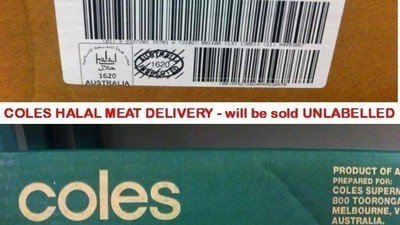 halal
حلال
1620
AUSTRALIA
AUSTRALIA
1620
INSPECTED
COLES HALAL MEAT DELIVERY - will be sold UNLABELLED
coles
PRODUCT OF A
PREPARED FOR:
COLES SUPERM
800 TOORONGA
MELBOURNE, V
AUSTRALIA.